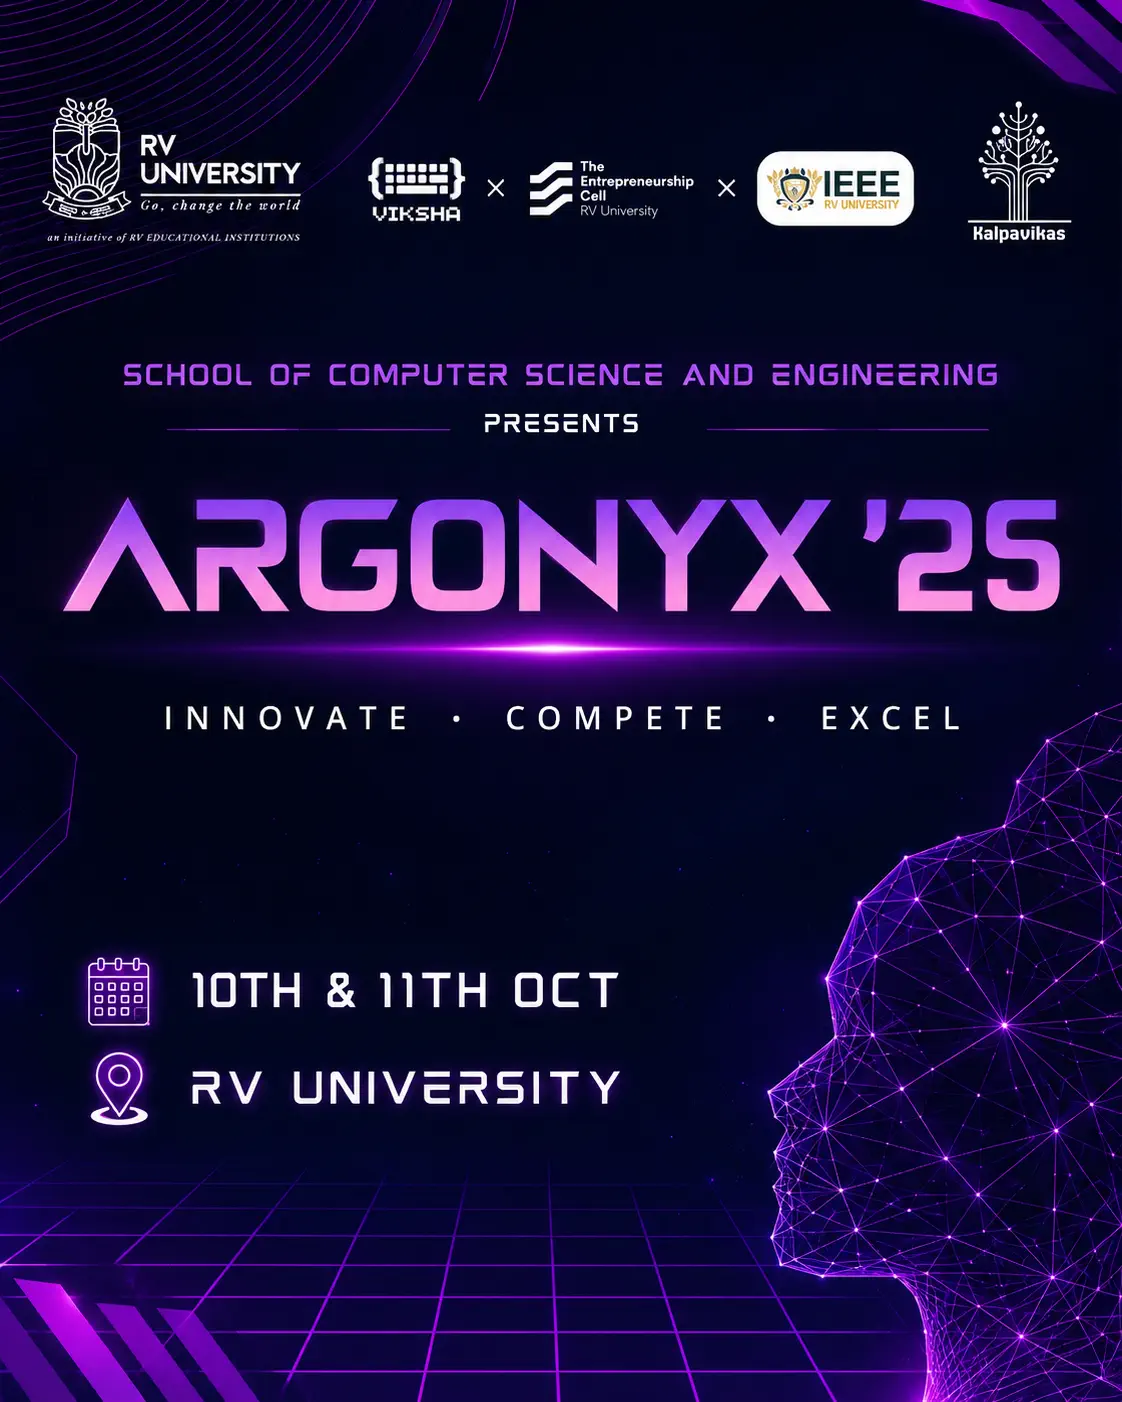 RV
UNIVERSITY
Go, change the world
an initiative of RV EDUCATIONAL INSTITUTIONS
VIKSHA
×
The
Entrepreneurship
Cell
RV University
×
IEEE
RV UNIVERSITY
Kalpavikas
SCHOOL OF COMPUTER SCIENCE AND ENGINEERING
PRESENTS
ARGONYX '25
INNOVATE • COMPETE • EXCEL
10TH & 11TH OCT
RV UNIVERSITY